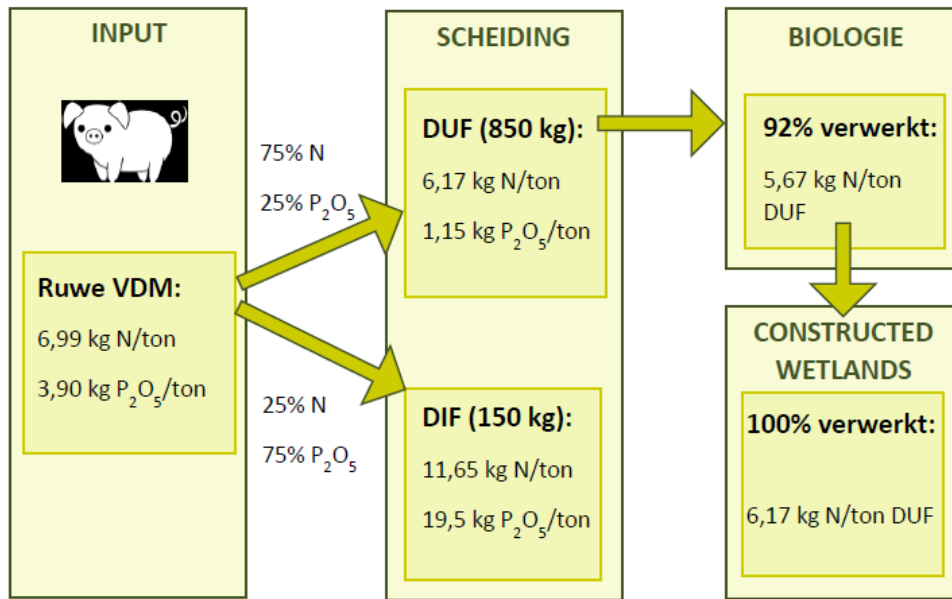 INPUT
Ruwe VDM:
6,99 kg N/ton
3,90 kg P₂O₅/ton
75% N
25% P₂O₅
25% N
75% P₂O₅
SCHEIDING
DUF (850 kg):
6,17 kg N/ton
1,15 kg P₂O₅/ton
DIF (150 kg):
11,65 kg N/ton
19,5 kg P₂O₅/ton
BIOLOGIE
92% verwerkt:
5,67 kg N/ton
DUF
CONSTRUCTED
WETLANDS
100% verwerkt:
6,17 kg N/ton DUF